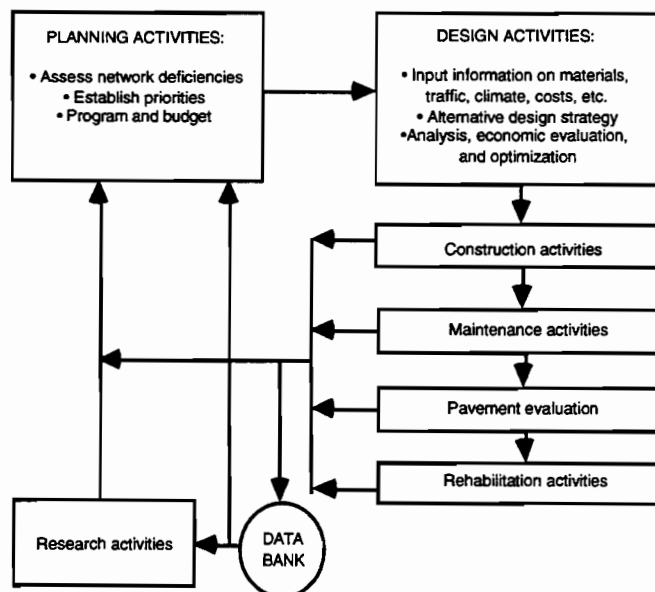 PLANNING ACTIVITIES:
• Assess network deficiencies
• Establish priorities
• Program and budget
DESIGN ACTIVITIES:
• Input information on materials,
traffic, climate, costs, etc.
• Alternative design strategy
•Analysis, economic evaluation,
and optimization
Construction activities
Maintenance activities
Pavement evaluation
Rehabilitation activities
Research activities
DATA
BANK